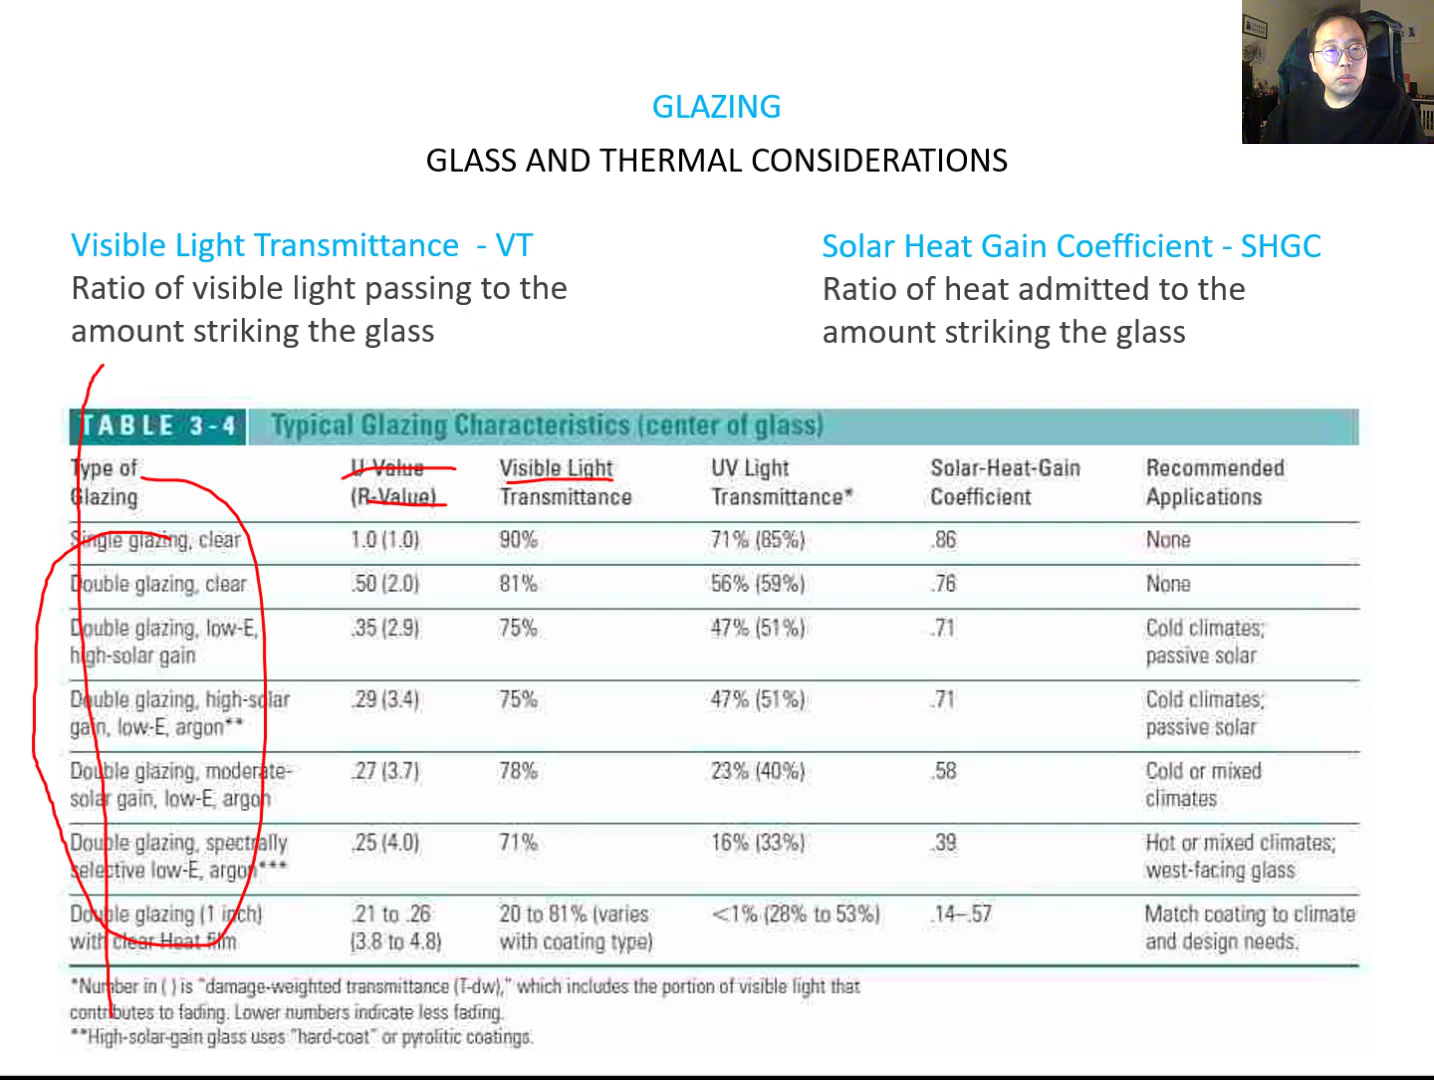 GLAZING
GLASS AND THERMAL CONSIDERATIONS
Visible Light Transmittance - VT
Ratio of visible light passing to the
amount striking the glass
Solar Heat Gain Coefficient - SHGC
Ratio of heat admitted to the
amount striking the glass
TABLE 3-4 Typical Glazing Characteristics (center of glass)
Type of Glazing U Value (R-Value) Visible Light Transmittance UV Light Transmittance* Solar-Heat-Gain Coefficient Recommended Applications
Single glazing, clear 1.0 (1.0) 90% 71% (85%) .86 None
Double glazing, clear .50 (2.0) 81% 56% (59%) .76 None
Double glazing, low-E, high-solar gain .35 (2.9) 75% 47% (51%) .71 Cold climates; passive solar
Double glazing, high-solar gain, low-E, argon** .29 (3.4) 75% 47% (51%) .71 Cold climates; passive solar
Double glazing, moderate-solar gain, low-E, argon .27 (3.7) 78% 23% (40%) .58 Cold or mixed climates
Double glazing, spectrally selective low-E, argon*** .25 (4.0) 71% 16% (33%) .39 Hot or mixed climates; west-facing glass
Double glazing (1 inch) with clear Heat film .21 to .26 (3.8 to 4.8) 20 to 81% (varies with coating type) <1% (28% to 53%) .14–.57 Match coating to climate and design needs.
*Number in ( ) is "damage-weighted transmittance (T-dw)," which includes the portion of visible light that
contributes to fading. Lower numbers indicate less fading.
**High-solar-gain glass uses "hard-coat" or pyrolitic coatings.